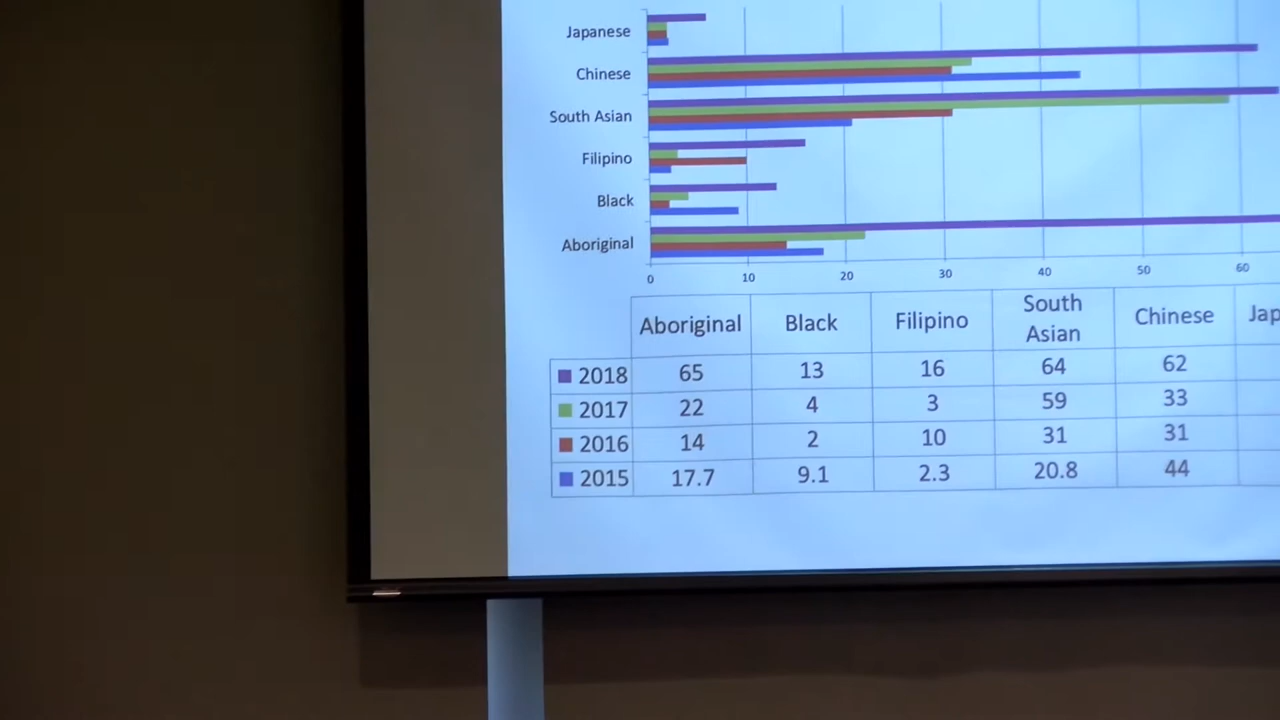 Japanese
Chinese
South Asian
Filipino
Black
Aboriginal
0 10 20 30 40 50 60
Aboriginal Black Filipino South Asian Chinese Jap
2018 65 13 16 64 62
2017 22 4 3 59 33
2016 14 2 10 31 31
2015 17.7 9.1 2.3 20.8 44